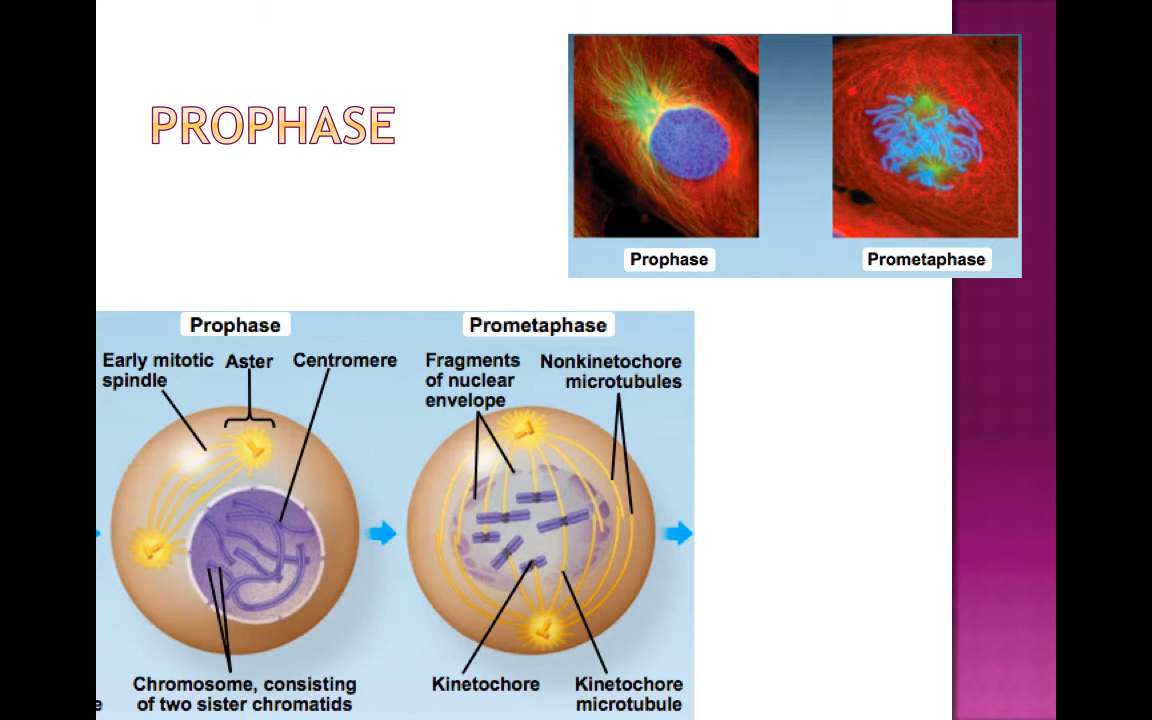 PROPHASE
Prophase
Prometaphase
Prophase
Prometaphase
Early mitotic
spindle
Aster
Centromere
Fragments
of nuclear
envelope
Nonkinetochore
microtubules
Chromosome, consisting
of two sister chromatids
Kinetochore
Kinetochore
microtubule
e